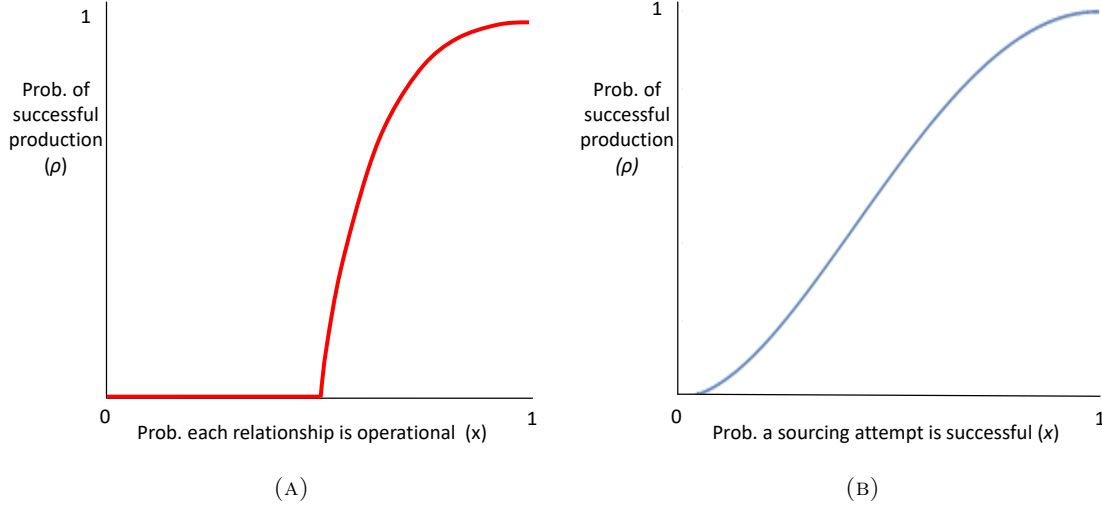 1
Prob. of
successful
production
(ρ)
0
1
Prob. each relationship is operational (x)
(A)
1
Prob. of
successful
production
(ρ)
0
1
Prob. a sourcing attempt is successful (x)
(B)